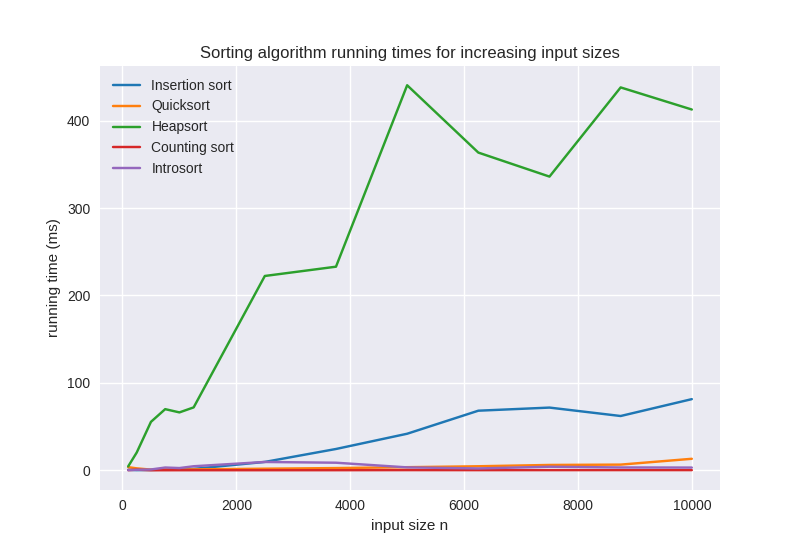 Sorting algorithm running times for increasing input sizes
Insertion sort
Quicksort
Heapsort
Counting sort
Introsort
running time (ms)
400
300
200
100
0
0 2000 4000 6000 8000 10000
input size n